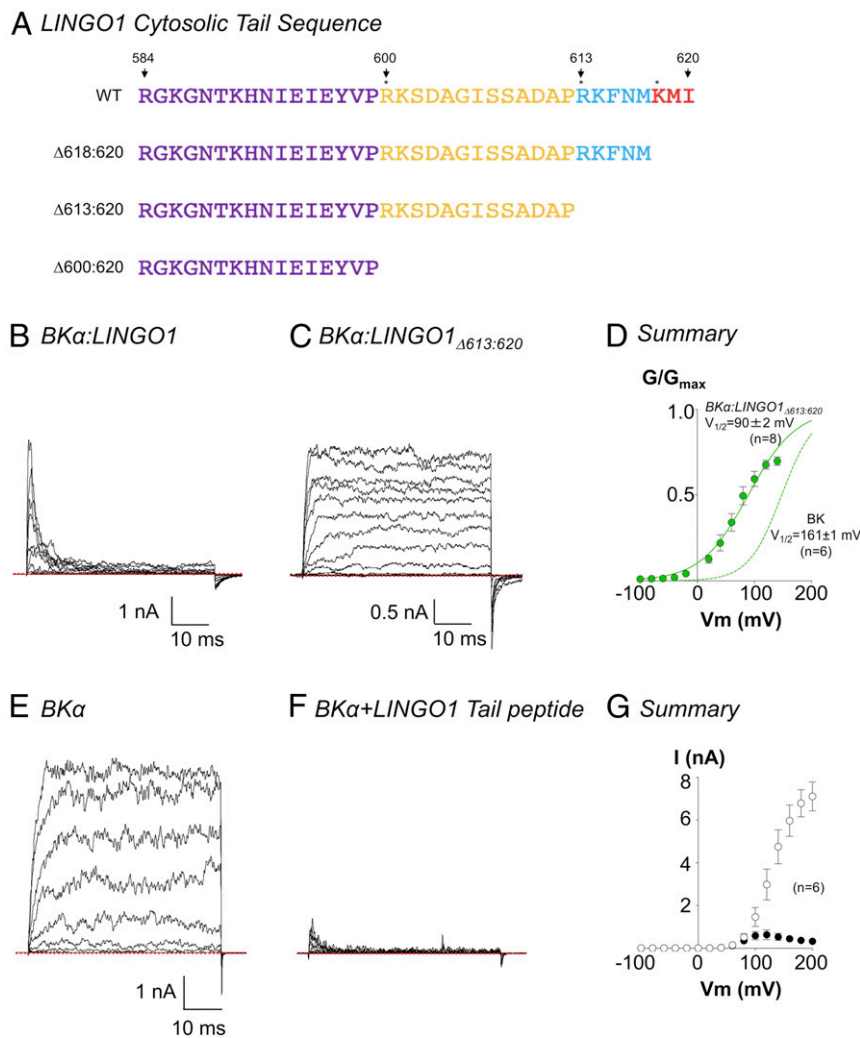 A LINGO1 Cytosolic Tail Sequence
584 600 613 620
* * *
WT RGKGNTKHNIEIEYVPRKSDAGISSADAPRKFNMKMI
Δ618:620 RGKGNTKHNIEIEYVPRKSDAGISSADAPRKFNM
Δ613:620 RGKGNTKHNIEIEYVPRKSDAGISSADAP
Δ600:620 RGKGNTKHNIEIEYVP
B BKα:LINGO1
1 nA
10 ms
C BKα:LINGO1Δ613:620
0.5 nA
10 ms
D Summary
G/Gmax
1.0
BKα:LINGO1Δ613:620
V1/2=90±2 mV
(n=8)
0.5
BK
V1/2=161±1 mV
(n=6)
-100 0 100 200
Vm (mV)
E BKα
1 nA
10 ms
F BKα+LINGO1 Tail peptide
G Summary
I (nA)
8
6
4
(n=6)
2
-100 0 100 200
Vm (mV)